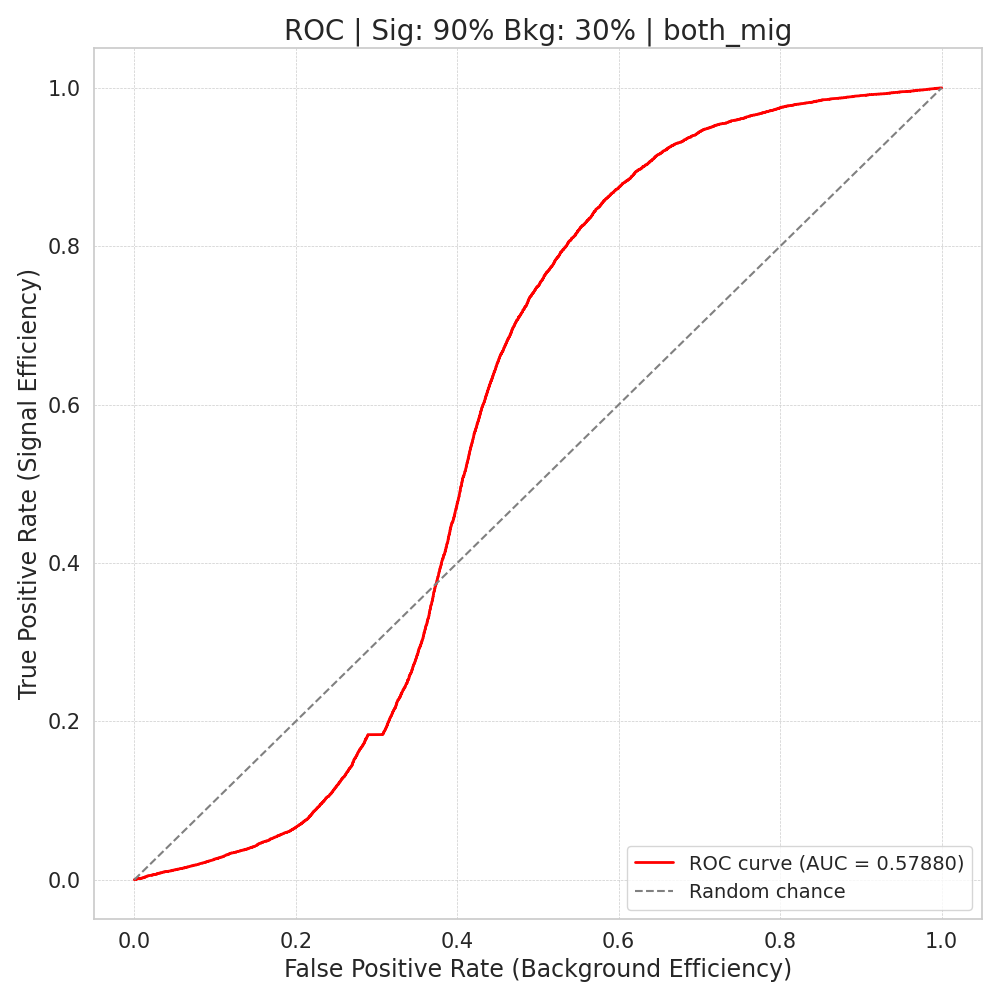 ROC | Sig: 90% Bkg: 30% | both_mig
True Positive Rate (Signal Efficiency)
1.0
0.8
0.6
0.4
0.2
0.0
ROC curve (AUC = 0.57880)
Random chance
0.0 0.2 0.4 0.6 0.8 1.0
False Positive Rate (Background Efficiency)